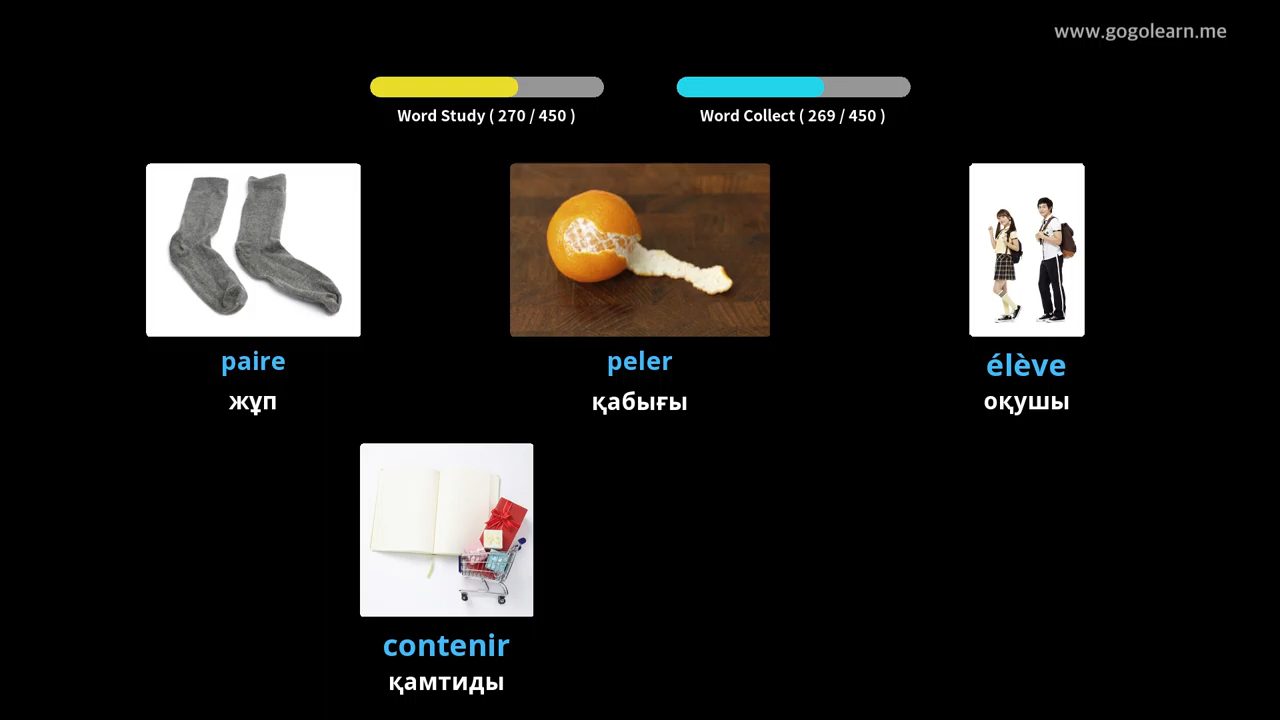 www.gogolearn.me
Word Study ( 270 / 450 )
Word Collect ( 269 / 450 )
paire
жұп
peler
қабығы
élève
оқушы
contenir
қамтиды